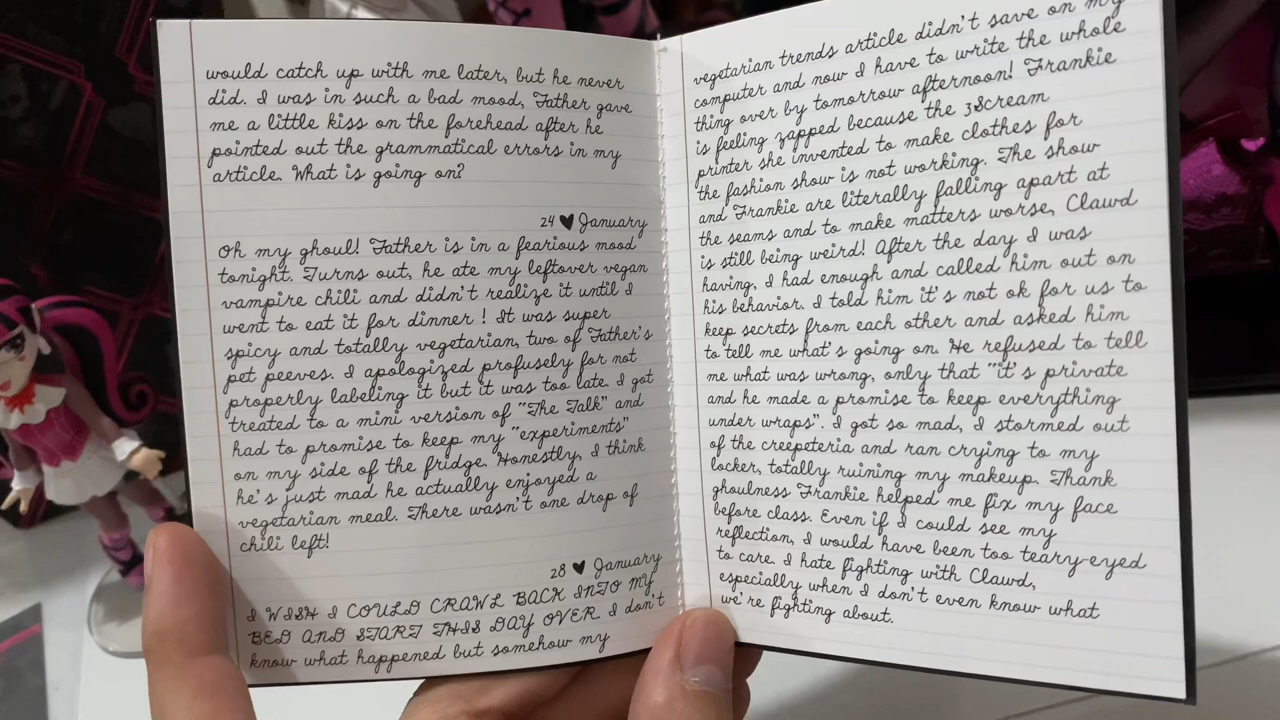 would catch up with me later, but he never
did. I was in such a bad mood, Father gave
me a little kiss on the forehead after he
pointed out the grammatical errors in my
article. What is going on?
24 ♥ January
Oh my ghoul! Father is in a fearious mood
tonight. Turns out, he ate my leftover vegan
vampire chili and didn't realize it until I
went to eat it for dinner ! It was super
spicy and totally vegetarian, two of Father's
pet peeves. I apologized profusely for not
properly labeling it but it was too late. I got
treated to a mini version of "The Talk" and
had to promise to keep my "experiments"
on my side of the fridge. Honestly, I think
he's just mad he actually enjoyed a
vegetarian meal. There wasn't one drop of
chili left!
28 ♥ January
I WISH I COULD CRAWL BACK INTO MY
BED AND START THIS DAY OVER. I don't
know what happened but somehow my
vegetarian trends article didn't save on my
computer and now I have to write the whole
thing over by tomorrow afternoon! Frankie
is feeling zapped because the 3Scream
printer she invented to make clothes for
the fashion show is not working. The show
and Frankie are literally falling apart at
the seams and to make matters worse, Clawd
is still being weird! After the day I was
having, I had enough and called him out on
his behavior. I told him it's not ok for us to
keep secrets from each other and asked him
to tell me what's going on. He refused to tell
me what was wrong, only that "it's private
and he made a promise to keep everything
under wraps". I got so mad, I stormed out
of the creepeteria and ran crying to my
locker, totally ruining my makeup. Thank
ghoulness Frankie helped me fix my face
before class. Even if I could see my
reflection, I would have been too teary-eyed
to care. I hate fighting with Clawd,
especially when I don't even know what
we're fighting about.